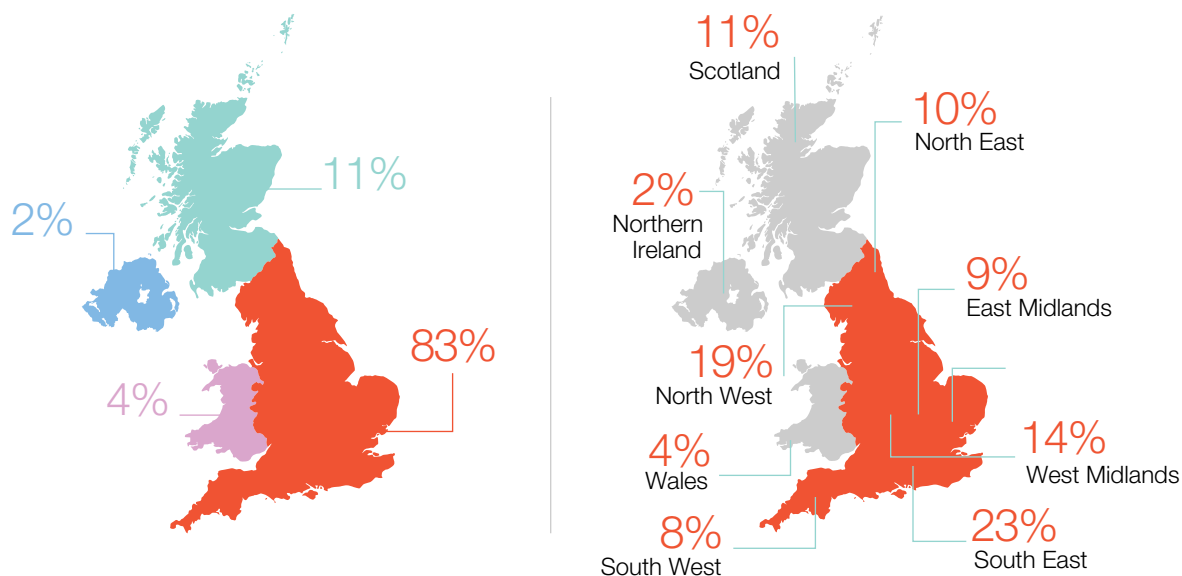 11%
2%
83%
4%
11%
Scotland
10%
North East
2%
Northern
Ireland
9%
East Midlands
19%
North West
14%
West Midlands
4%
Wales
23%
South East
8%
South West